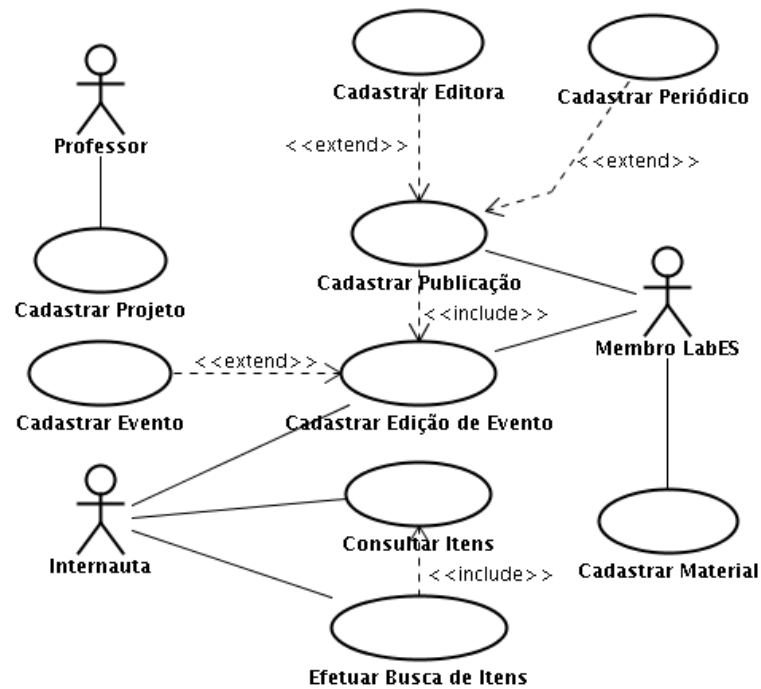 Cadastrar Editora
Cadastrar Periódico
Professor
<<extend>>
<<extend>>
Cadastrar Publicação
Cadastrar Projeto
<<include>>
Membro LabES
<<extend>>
Cadastrar Evento
Cadastrar Edição de Evento
Consultar Itens
Internauta
<<include>>
Cadastrar Material
Efetuar Busca de Itens